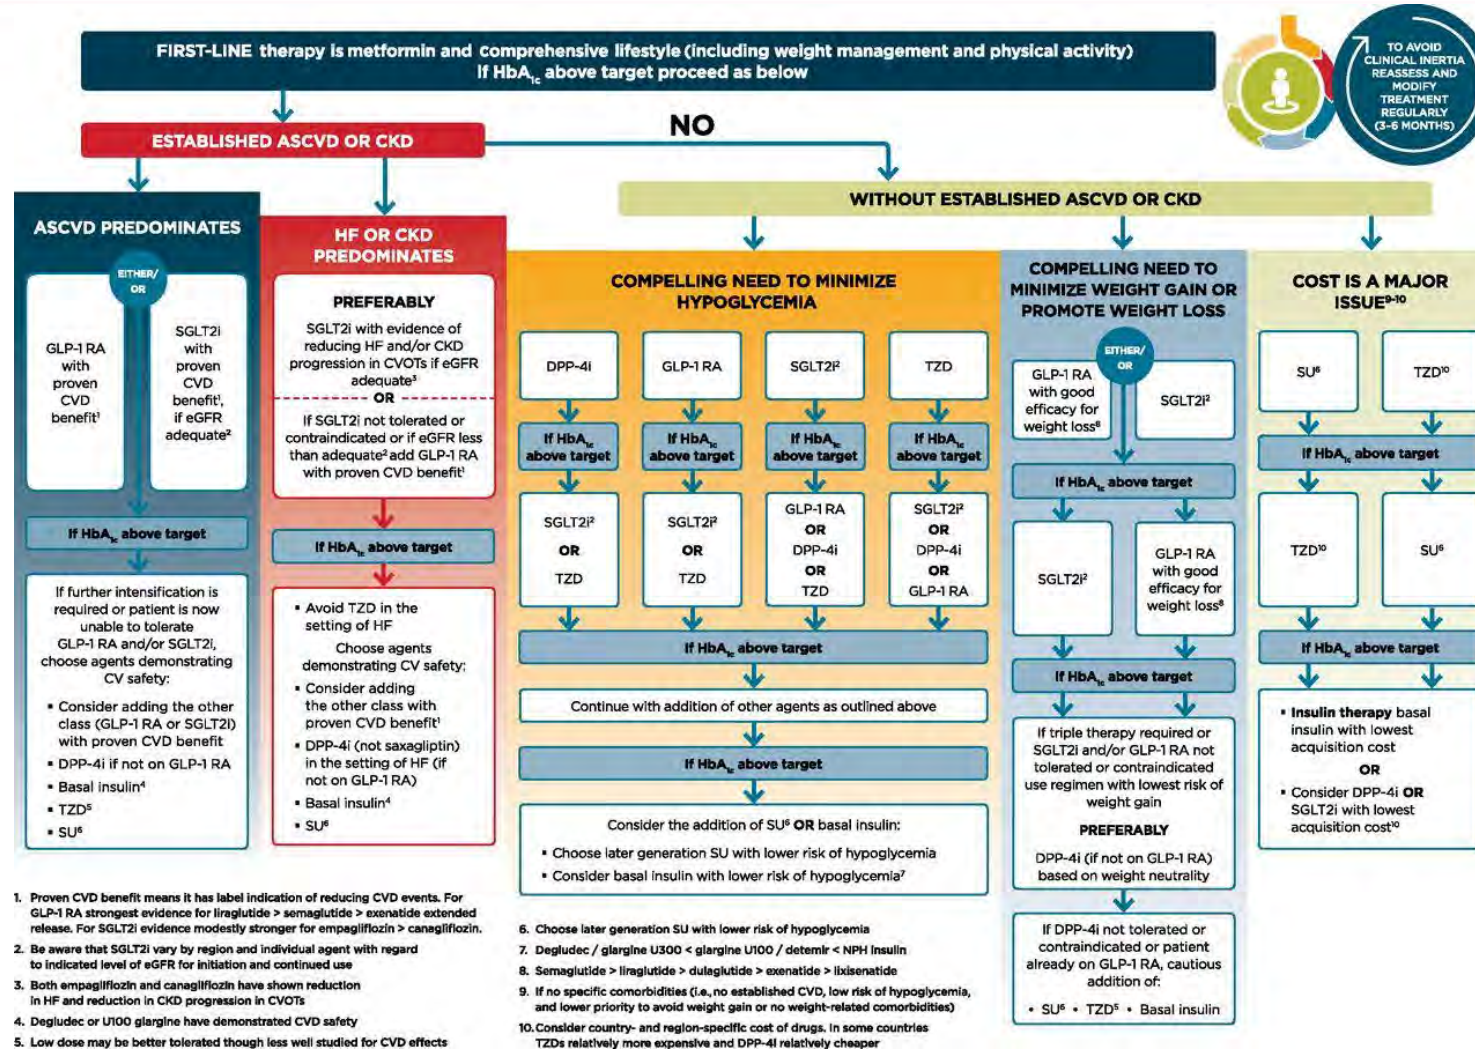 FIRST-LINE therapy is metformin and comprehensive lifestyle (including weight management and physical activity)
If HbA1c above target proceed as below
TO AVOID
CLINICAL INERTIA
REASSESS AND
MODIFY
TREATMENT
REGULARLY
(3-6 MONTHS)
ESTABLISHED ASCVD OR CKD
NO
WITHOUT ESTABLISHED ASCVD OR CKD
ASCVD PREDOMINATES
EITHER/
OR
GLP-1 RA
with
proven
CVD
benefit¹
SGLT2i
with
proven
CVD
benefit¹,
if eGFR
adequate²
If HbA1c above target
If further intensification is
required or patient is now
unable to tolerate
GLP-1 RA and/or SGLT2i,
choose agents demonstrating
CV safety:
▪ Consider adding the other
class (GLP-1 RA or SGLT2i)
with proven CVD benefit
▪ DPP-4i if not on GLP-1 RA
▪ Basal insulin⁴
▪ TZD⁵
▪ SU⁶
HF OR CKD
PREDOMINATES
PREFERABLY
SGLT2i with evidence of
reducing HF and/or CKD
progression in CVOTs if eGFR
adequate³
OR
If SGLT2i not tolerated or
contraindicated or if eGFR less
than adequate² add GLP-1 RA
with proven CVD benefit¹
If HbA1c above target
▪ Avoid TZD in the
setting of HF
Choose agents
demonstrating CV safety:
▪ Consider adding
the other class with
proven CVD benefit¹
▪ DPP-4i (not saxagliptin)
in the setting of HF (if
not on GLP-1 RA)
▪ Basal insulin⁴
▪ SU⁶
COMPELLING NEED TO MINIMIZE
HYPOGLYCEMIA
DPP-4i
If HbA1c
above target
SGLT2i²
OR
TZD
GLP-1 RA
If HbA1c
above target
SGLT2i²
OR
TZD
SGLT2i²
If HbA1c
above target
GLP-1 RA
OR
DPP-4i
OR
TZD
TZD
If HbA1c
above target
SGLT2i²
OR
DPP-4i
OR
GLP-1 RA
If HbA1c above target
Continue with addition of other agents as outlined above
If HbA1c above target
Consider the addition of SU⁶ OR basal insulin:
▪ Choose later generation SU with lower risk of hypoglycemia
▪ Consider basal insulin with lower risk of hypoglycemia⁷
COMPELLING NEED TO
MINIMIZE WEIGHT GAIN OR
PROMOTE WEIGHT LOSS
EITHER/
OR
GLP-1 RA
with good
efficacy for
weight loss⁸
SGLT2i²
If HbA1c above target
SGLT2i²
GLP-1 RA
with good
efficacy for
weight loss⁸
If HbA1c above target
If triple therapy required or
SGLT2i and/or GLP-1 RA not
tolerated or contraindicated
use regimen with lowest risk of
weight gain
PREFERABLY
DPP-4i (if not on GLP-1 RA)
based on weight neutrality
If DPP-4i not tolerated or
contraindicated or patient
already on GLP-1 RA, cautious
addition of:
▪ SU⁶ ▪ TZD⁵ ▪ Basal insulin
COST IS A MAJOR
ISSUE⁹⁻¹⁰
SU⁶
TZD¹⁰
If HbA1c above target
TZD¹⁰
SU⁶
If HbA1c above target
▪ Insulin therapy basal
insulin with lowest
acquisition cost
OR
▪ Consider DPP-4i OR
SGLT2i with lowest
acquisition cost¹⁰
1. Proven CVD benefit means it has label indication of reducing CVD events. For
GLP-1 RA strongest evidence for liraglutide > semaglutide > exenatide extended
release. For SGLT2i evidence modestly stronger for empagliflozin > canagliflozin.
2. Be aware that SGLT2i vary by region and individual agent with regard
to indicated level of eGFR for initiation and continued use
3. Both empagliflozin and canagliflozin have shown reduction
in HF and reduction in CKD progression in CVOTs
4. Degludec or U100 glargine have demonstrated CVD safety
5. Low dose may be better tolerated though less well studied for CVD effects
6. Choose later generation SU with lower risk of hypoglycemia
7. Degludec / glargine U300 < glargine U100 / detemir < NPH insulin
8. Semaglutide > liraglutide > dulaglutide > exenatide > lixisenatide
9. If no specific comorbidities (i.e., no established CVD, low risk of hypoglycemia,
and lower priority to avoid weight gain or no weight-related comorbidities)
10. Consider country- and region-specific cost of drugs. In some countries
TZDs relatively more expensive and DPP-4i relatively cheaper